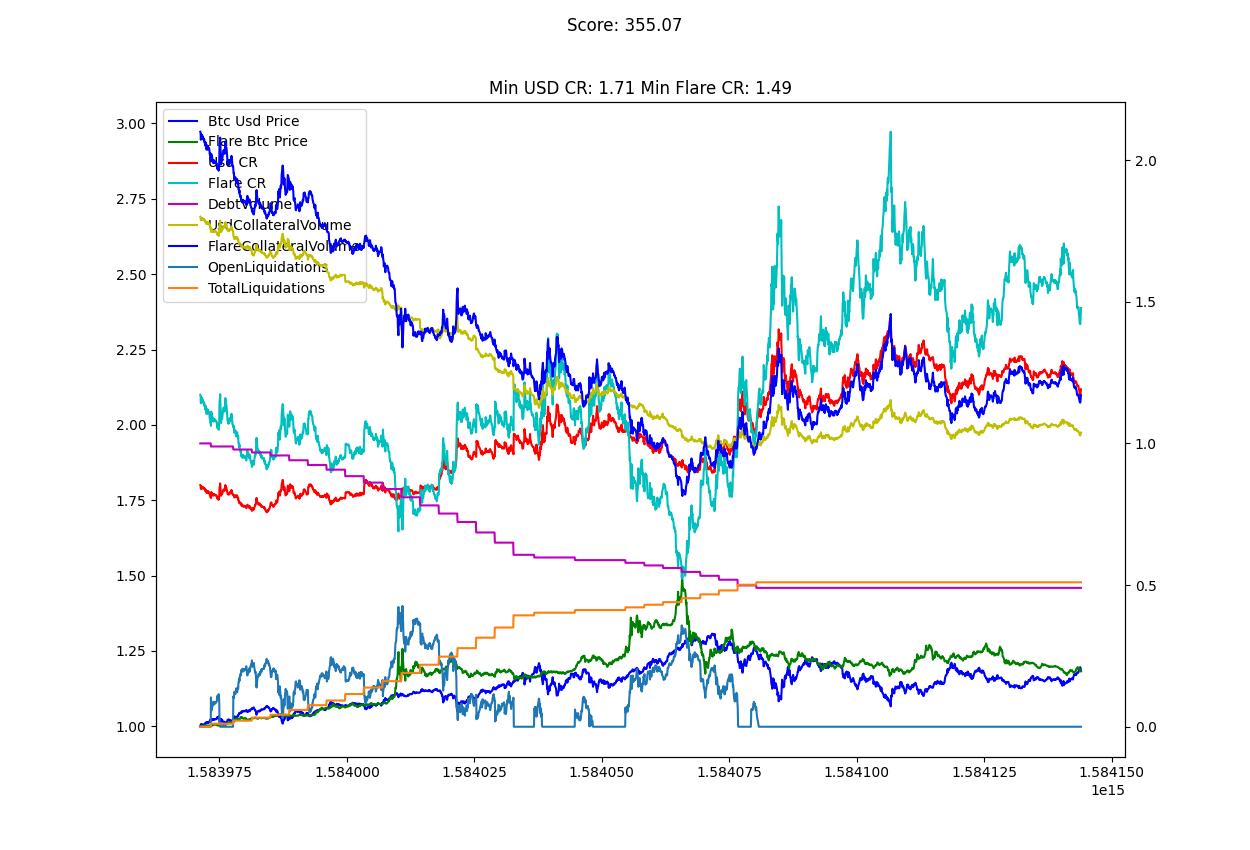 Score: 355.07
Min USD CR: 1.71 Min Flare CR: 1.49
Btc Usd Price
Flare Btc Price
Usd CR
Flare CR
DebtVolume
UsdCollateralVolume
FlareCollateralVolume
OpenLiquidations
TotalLiquidations
3.00
2.75
2.50
2.25
2.00
1.75
1.50
1.25
1.00
2.0
1.5
1.0
0.5
0.0
1.583975 1.584000 1.584025 1.584050 1.584075 1.584100 1.584125 1.584150
1e15